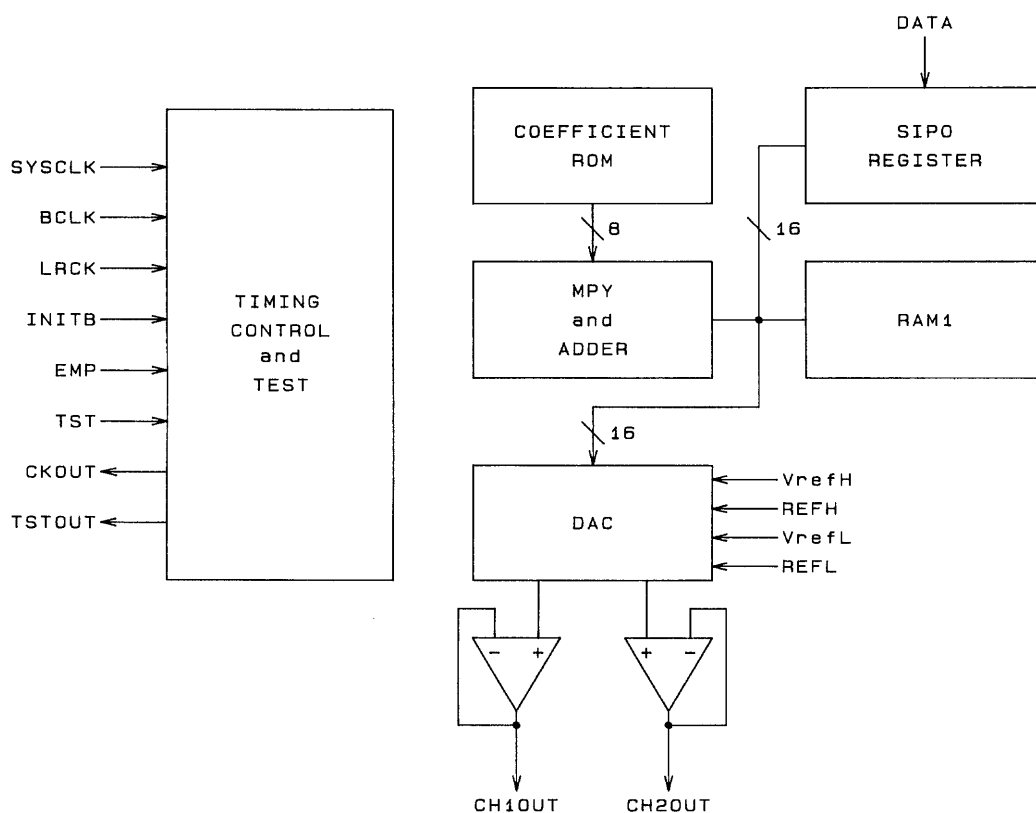 DATA
COEFFICIENT
ROM
SIPO
REGISTER
SYSCLK
BCLK
LRCK
INITB
EMP
TST
CKOUT
TSTOUT
TIMING
CONTROL
and
TEST
8
16
MPY
and
ADDER
RAM1
16
DAC
VrefH
REFH
VrefL
REFL
- +
+ -
CH1OUT
CH2OUT